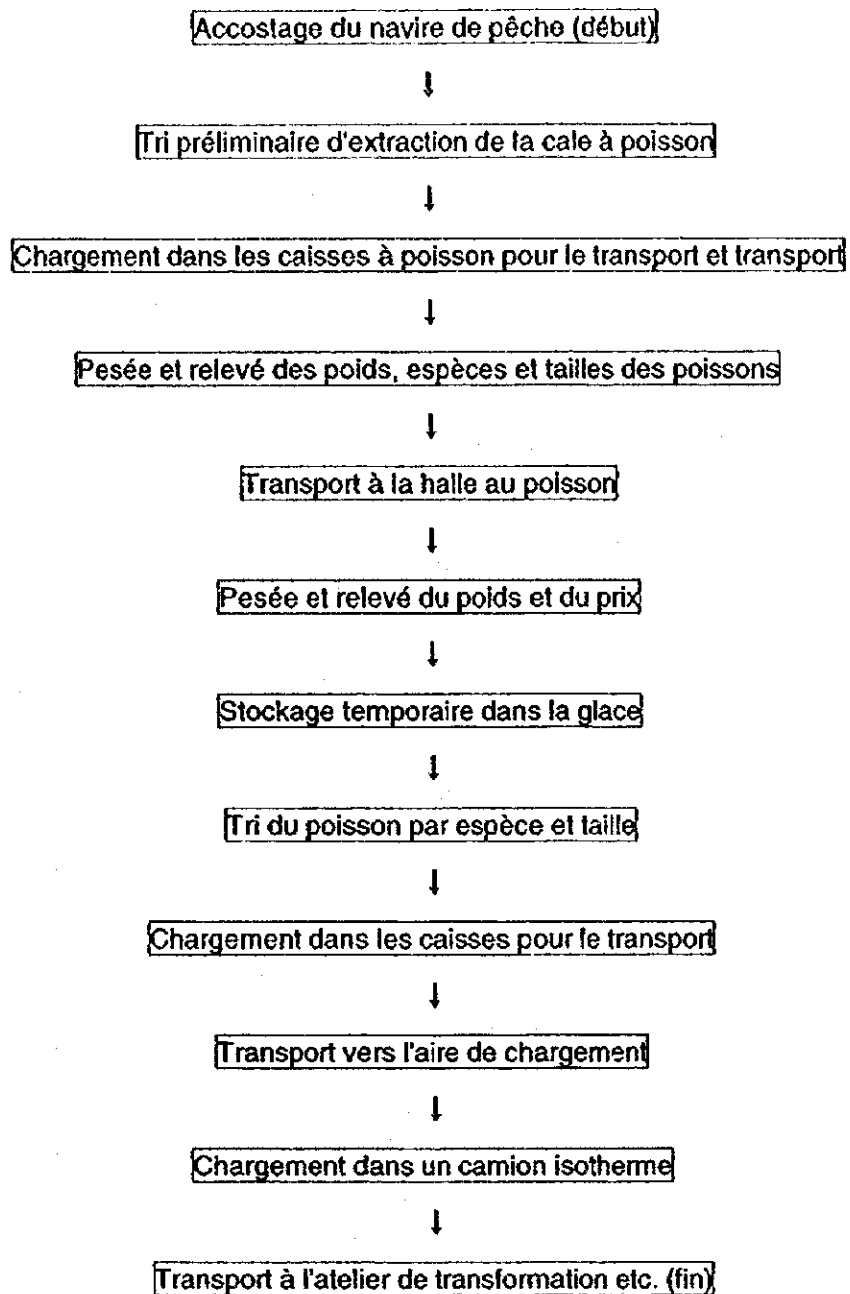 Accostage du navire de pêche (début)
↓
Tri préliminaire d'extraction de la cale à poisson
↓
Chargement dans les caisses à poisson pour le transport et transport
↓
Pesée et relevé des poids, espèces et tailles des poissons
↓
Transport à la halle au poisson
↓
Pesée et relevé du poids et du prix
↓
Stockage temporaire dans la glace
↓
Tri du poisson par espèce et taille
↓
Chargement dans les caisses pour le transport
↓
Transport vers l'aire de chargement
↓
Chargement dans un camion isotherme
↓
Transport à l'atelier de transformation etc. (fin)